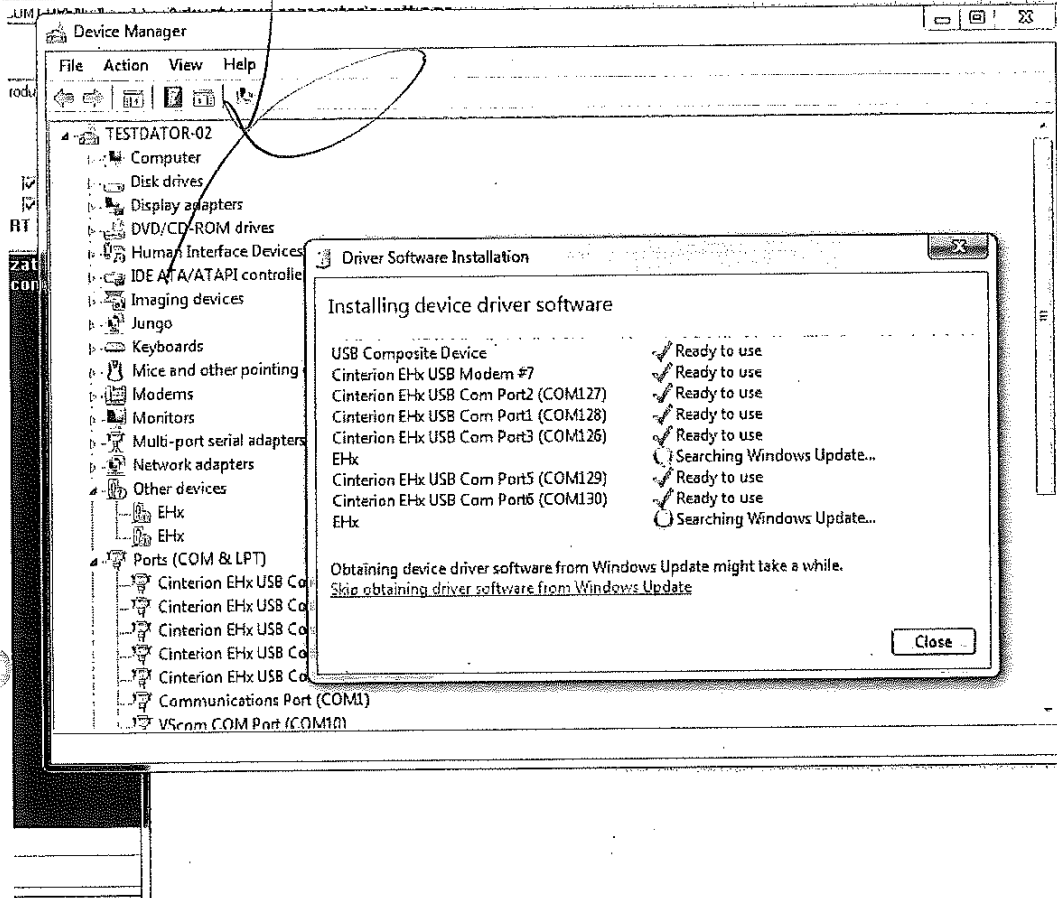 Device Manager
File Action View Help
rodu
TESTDATOR-02
Computer
Disk drives
Display adapters
DVD/CD-ROM drives
RT
Human Interface Devices
zat
IDE ATA/ATAPI controlle
con
Imaging devices
Jungo
Keyboards
Mice and other pointing
Modems
Monitors
Multi-port serial adapters
Network adapters
Other devices
EHx
EHx
Ports (COM & LPT)
Cinterion EHx USB Co
Cinterion EHx USB Co
Cinterion EHx USB Co
Cinterion EHx USB Co
Cinterion EHx USB Co
Communications Port (COM1)
VScom COM Port (COM10)
Driver Software Installation
Installing device driver software
USB Composite Device Ready to use
Cinterion EHx USB Modem #7 Ready to use
Cinterion EHx USB Com Port2 (COM127) Ready to use
Cinterion EHx USB Com Port1 (COM128) Ready to use
Cinterion EHx USB Com Port3 (COM126) Ready to use
EHx Searching Windows Update...
Cinterion EHx USB Com Port5 (COM129) Ready to use
Cinterion EHx USB Com Port6 (COM130) Ready to use
EHx Searching Windows Update...
Obtaining device driver software from Windows Update might take a while.
Skip obtaining driver software from Windows Update
Close